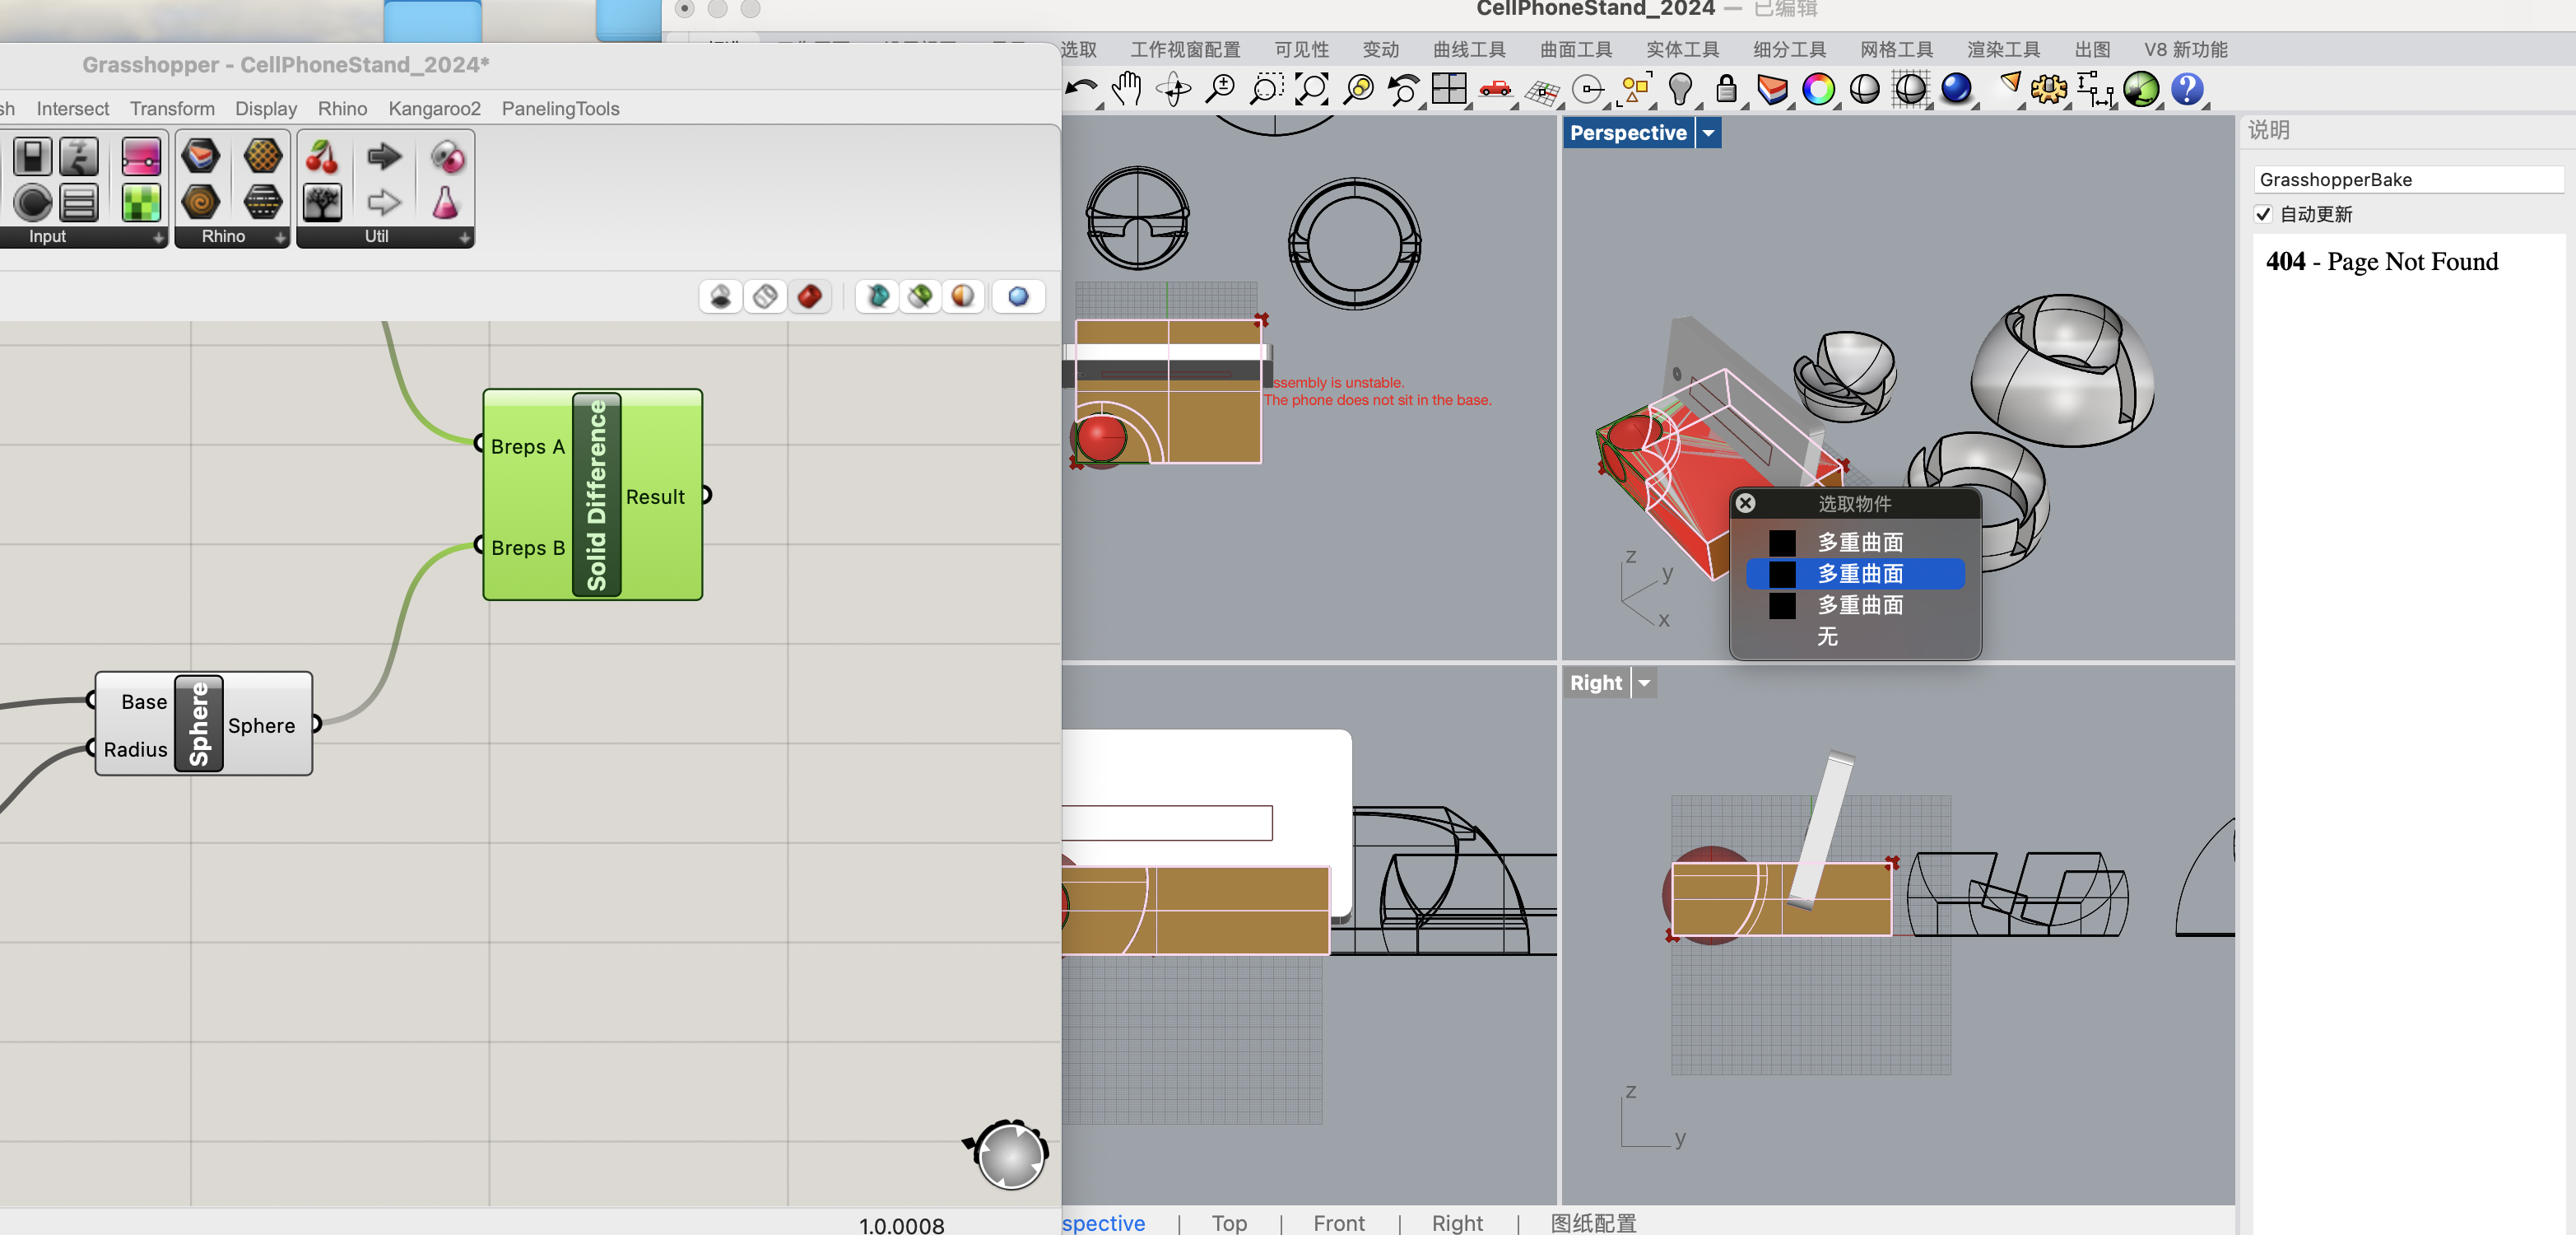 CellPhoneStand_2024 — 已编辑
Grasshopper - CellPhoneStand_2024*
选取 工作视窗配置 可见性 变动 曲线工具 曲面工具 实体工具 细分工具 网格工具 渲染工具 出图 V8 新功能
sh Intersect Transform Display Rhino Kangaroo2 PanelingTools
Input Rhino Util
Perspective
说明
GrasshopperBake
自动更新
404 - Page Not Found
ssembly is unstable.
The phone does not sit in the base.
Breps A
Breps B
Solid Difference
Result
选取物件
多重曲面
多重曲面
多重曲面
无
z
y
x
Base
Radius
Sphere
Sphere
Right
z
y
1.0.0008
spective | Top | Front | Right | 图纸配置